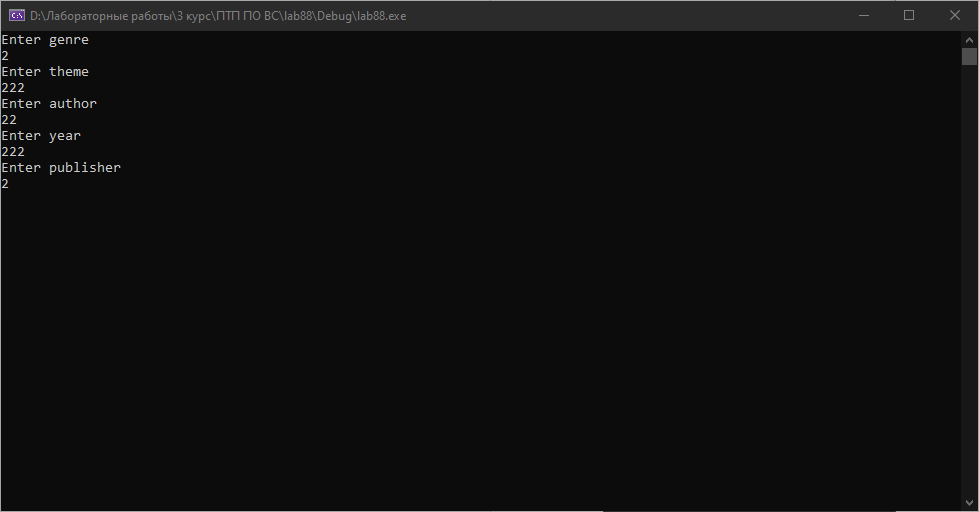 D:\Лабораторные работы\3 курс\ПТП ПО ВС\lab88\Debug\lab88.exe
Enter genre
2
Enter theme
222
Enter author
22
Enter year
222
Enter publisher
2